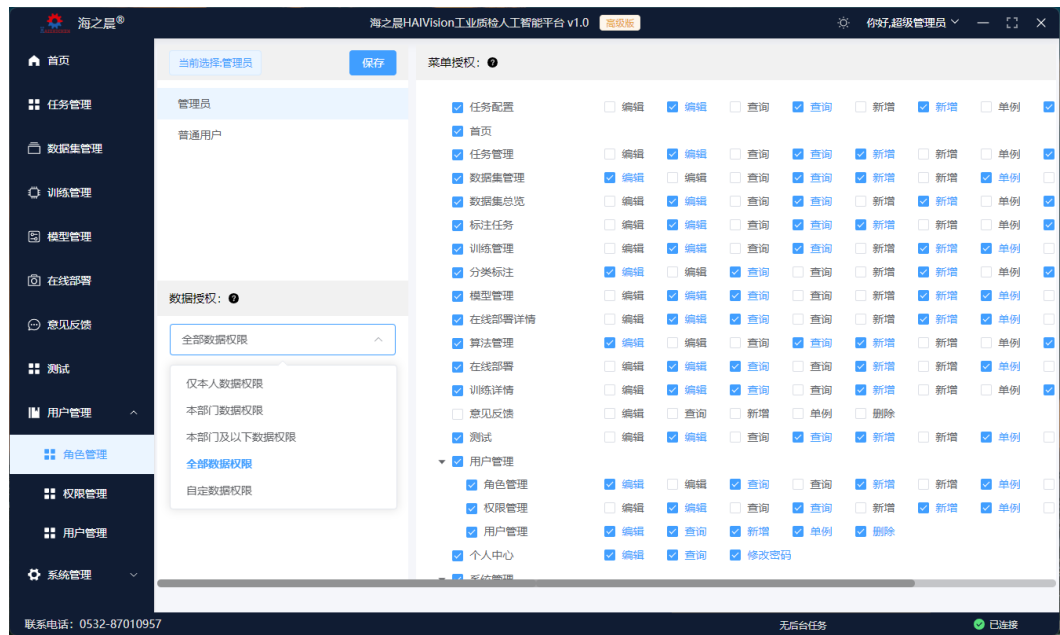 海之晨® 海之晨HAIVision工业质检人工智能平台 v1.0 高级版 你好,超级管理员
首页
任务管理
数据集管理
训练管理
模型管理
在线部署
意见反馈
测试
用户管理
角色管理
权限管理
用户管理
系统管理
当前选择:管理员 保存
管理员
普通用户
数据授权：
全部数据权限
仅本人数据权限
本部门数据权限
本部门及以下数据权限
全部数据权限
自定数据权限
菜单授权：
任务配置 编辑 编辑 查询 查询 新增 新增 单例
首页
任务管理 编辑 编辑 查询 查询 新增 新增 单例
数据集管理 编辑 编辑 查询 查询 新增 新增 单例
数据集总览 编辑 编辑 查询 查询 新增 新增 单例
标注任务 编辑 编辑 查询 查询 新增 新增 单例
训练管理 编辑 编辑 查询 查询 新增 新增 单例
分类标注 编辑 编辑 查询 查询 新增 新增 单例
模型管理 编辑 编辑 查询 查询 新增 新增 单例
在线部署详情 编辑 编辑 查询 查询 新增 新增 单例
算法管理 编辑 编辑 查询 查询 新增 新增 单例
在线部署 编辑 编辑 查询 查询 新增 新增 单例
训练详情 编辑 编辑 查询 查询 新增 新增 单例
意见反馈 编辑 查询 新增 单例 删除
测试 编辑 编辑 查询 查询 新增 新增 单例
用户管理
角色管理 编辑 编辑 查询 查询 新增 新增 单例
权限管理 编辑 编辑 查询 查询 新增 新增 单例
用户管理 编辑 查询 新增 单例 删除
个人中心 编辑 查询 修改密码
系统管理
联系电话：0532-87010957 无后台任务 已连接